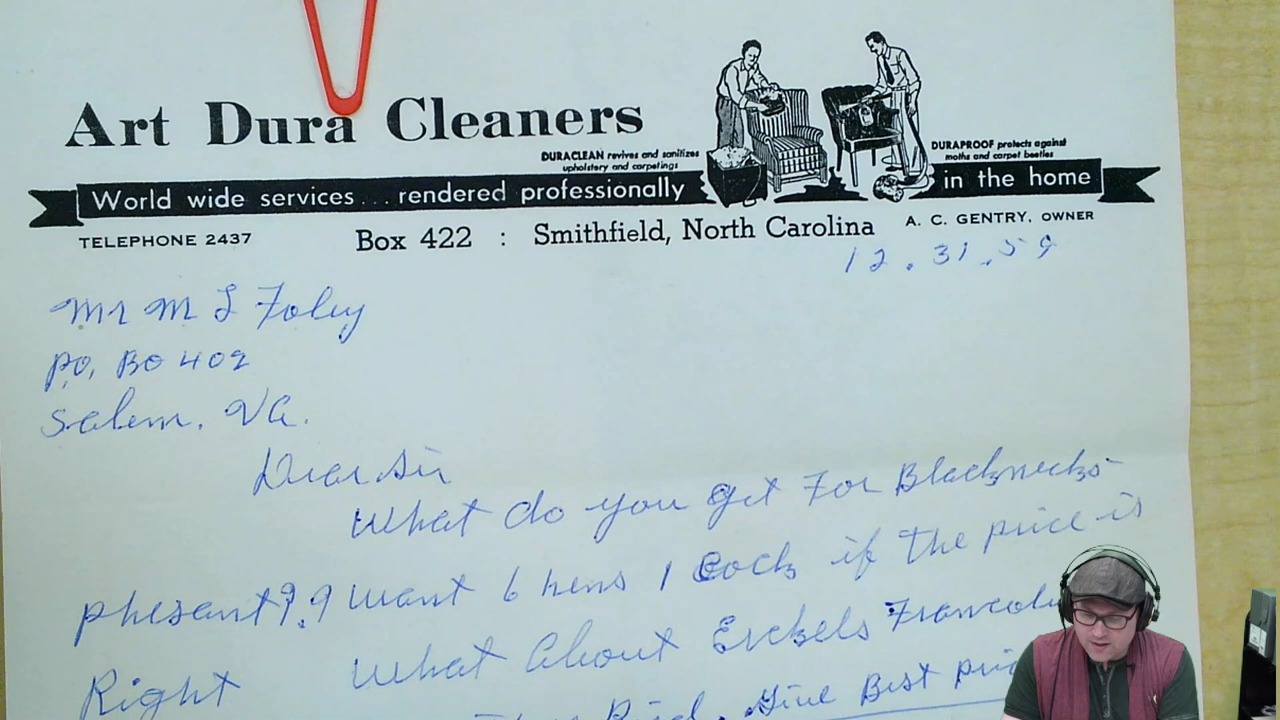 Art Dura Cleaners
DURACLEAN revives and sanitizes
upholstery and carpetings
DURAPROOF protects against
moths and carpet beetles
World wide services... rendered professionally in the home
TELEPHONE 2437 Box 422 : Smithfield, North Carolina A. C. GENTRY, OWNER
12.31.59
Mr M L Foley
P.O. BO 402
Salem, VA.
Dear Sir
What do you get For Blacknecks
phesant?? Want 6 hens 1 Cock if the price is
Right What About Erckels
Give Best